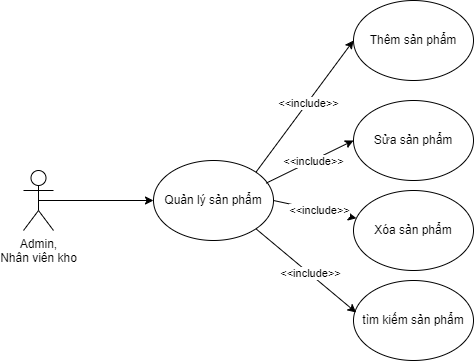 Thêm sản phẩm
<<include>>
Sửa sản phẩm
<<include>>
Quản lý sản phẩm
<<include>>
Xóa sản phẩm
Admin,
Nhân viên kho
<<include>>
tìm kiếm sản phẩm